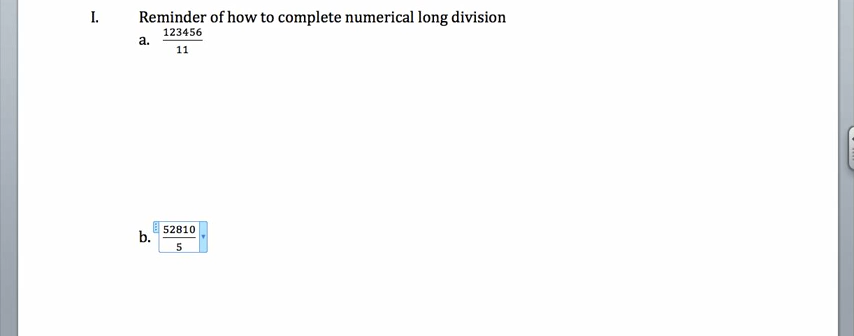 I. Reminder of how to complete numerical long division
a. 123456
11
b. 52810
5